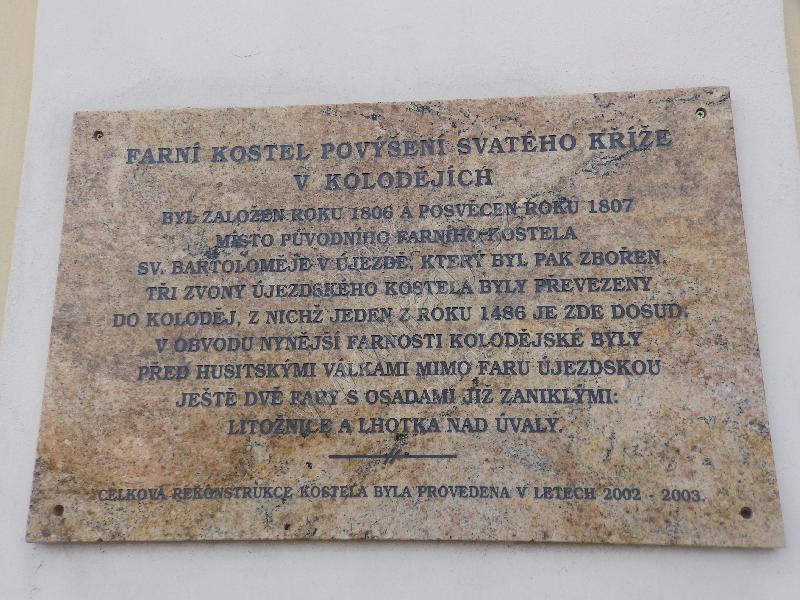 FARNÍ KOSTEL POVÝŠENÍ SVATÉHO KŘÍŽE
V KOLODĚJÍCH
BYL ZALOŽEN ROKU 1806 A POSVĚCEN ROKU 1807
MÍSTO PŮVODNÍHO FARNÍHO KOSTELA
SV. BARTOLOMĚJE V ÚJEZDĚ, KTERÝ BYL PAK ZBOŘEN.
TŘI ZVONY ÚJEZDSKÉHO KOSTELA BYLY PŘEVEZENY
DO KOLODĚJ, Z NICHŽ JEDEN Z ROKU 1486 JE ZDE DOSUD.
V OBVODU NYNĚJŠÍ FARNOSTI KOLODĚJSKÉ BYLY
PŘED HUSITSKÝMI VÁLKAMI MIMO FARU ÚJEZDSKOU
JEŠTĚ DVĚ FARY S OSADAMI JIŽ ZANIKLÝMI:
LITOŽNICE A LHOTKA NAD ÚVALY.
CELKOVÁ REKONSTRUKCE KOSTELA BYLA PROVEDENA V LETECH 2002 - 2003.